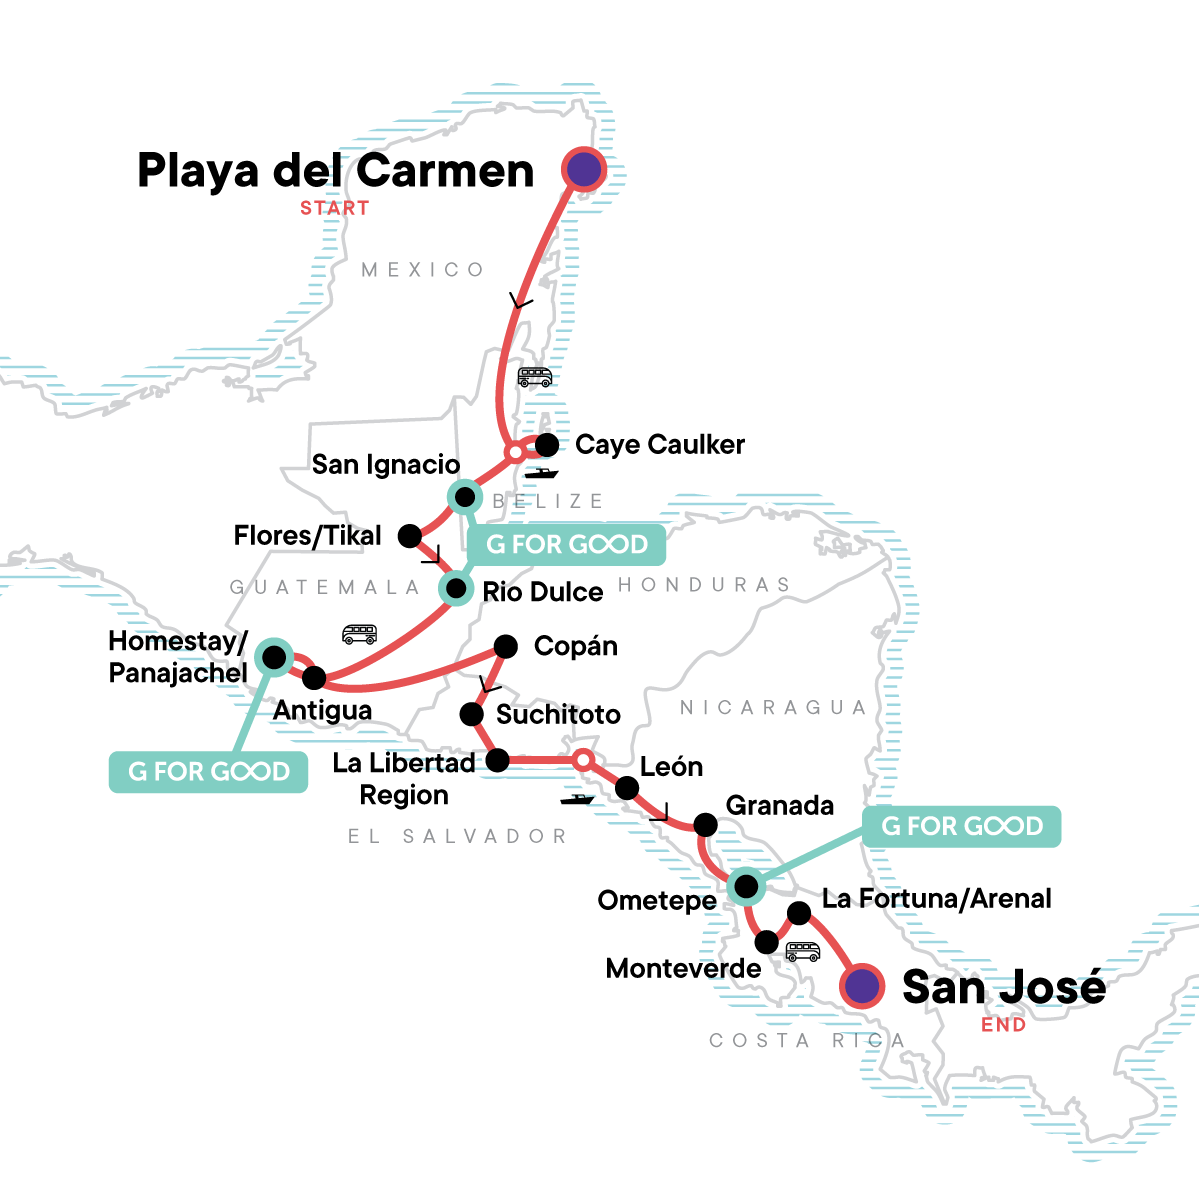 Playa del Carmen
START
MEXICO
Caye Caulker
San Ignacio
BELIZE
Flores/Tikal
G FOR GOOD
GUATEMALA
Rio Dulce
HONDURAS
Homestay/
Panajachel
Copán
Antigua
Suchitoto
NICARAGUA
G FOR GOOD
La Libertad
Region
León
Granada
EL SALVADOR
G FOR GOOD
Ometepe
La Fortuna/Arenal
Monteverde
San José
END
COSTA RICA